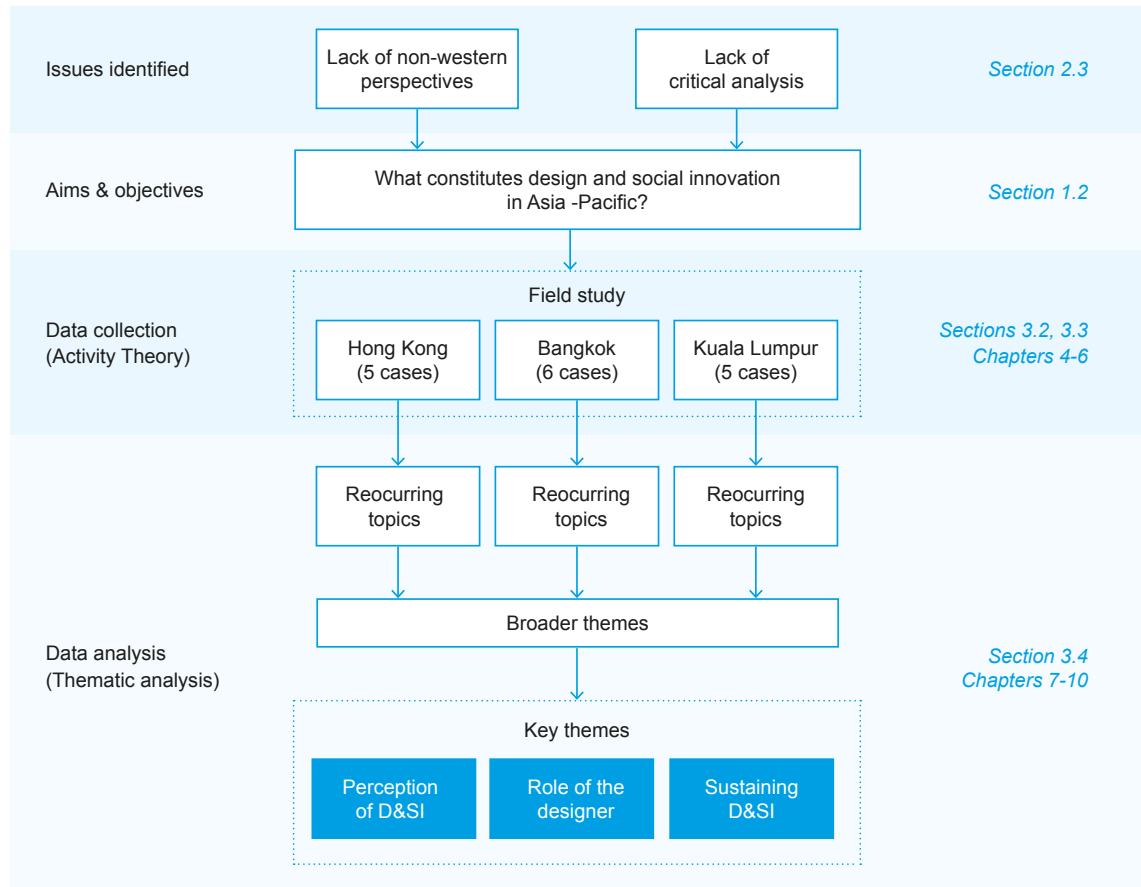 Issues identified
Lack of non-western
perspectives
Lack of
critical analysis
Section 2.3
Aims & objectives
What constitutes design and social innovation
in Asia -Pacific?
Section 1.2
Data collection
(Activity Theory)
Field study
Hong Kong
(5 cases)
Bangkok
(6 cases)
Kuala Lumpur
(5 cases)
Sections 3.2, 3.3
Chapters 4-6
Reocurring
topics
Reocurring
topics
Reocurring
topics
Broader themes
Data analysis
(Thematic analysis)
Section 3.4
Chapters 7-10
Key themes
Perception
of D&SI
Role of the
designer
Sustaining
D&SI